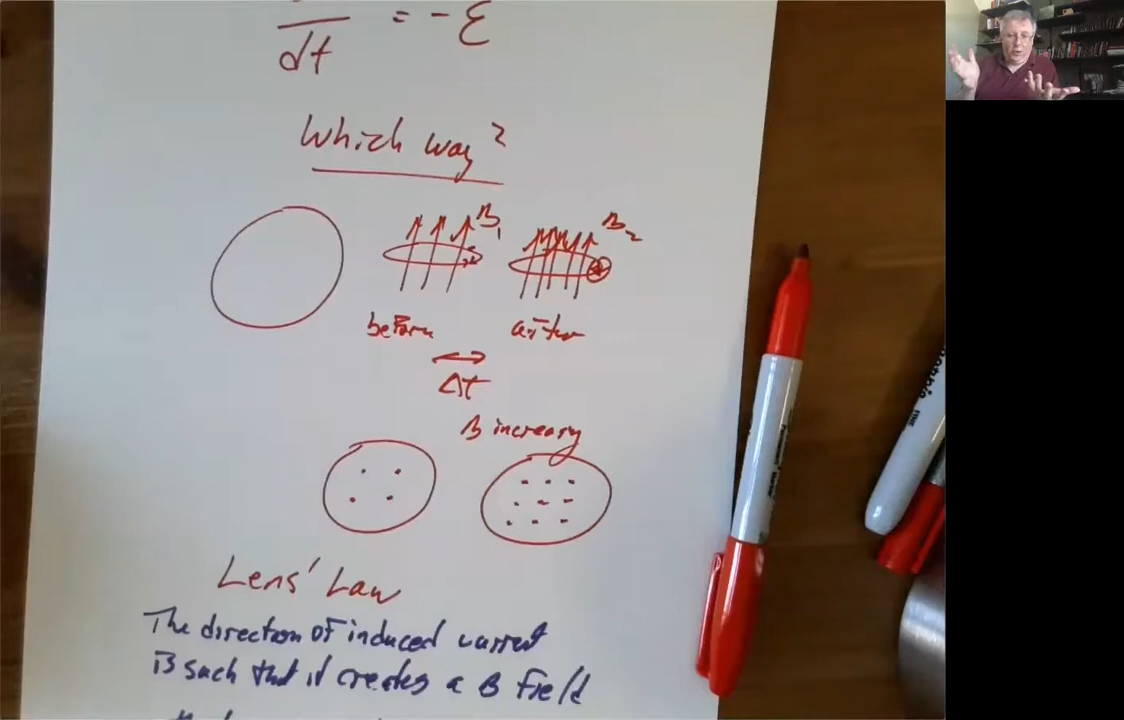 dt = - ε
Which way?
B1 B2
before after
Δt
B increasy
Lens' Law
The direction of induced current
is such that it creates a B field